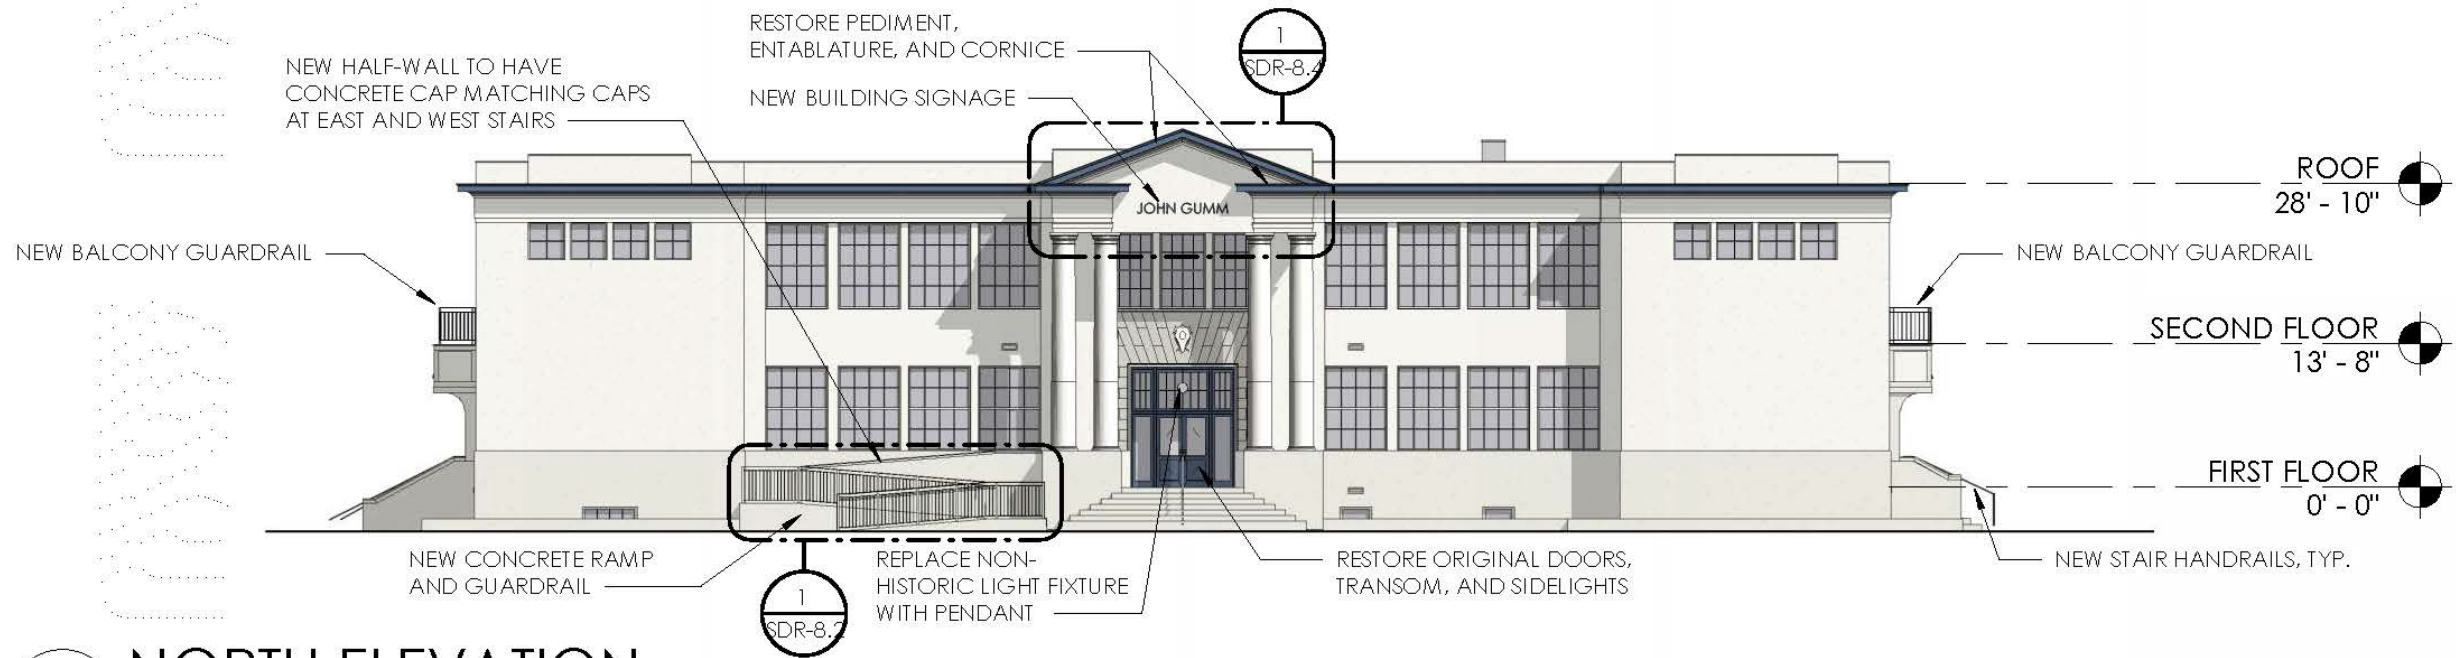 RESTORE PEDIMENT,
ENTABLATURE, AND CORNICE
1
SDR-8.4
NEW HALF-WALL TO HAVE
CONCRETE CAP MATCHING CAPS
AT EAST AND WEST STAIRS
NEW BUILDING SIGNAGE
ROOF
28' - 10"
JOHN GUMM
NEW BALCONY GUARDRAIL
NEW BALCONY GUARDRAIL
SECOND FLOOR
13' - 8"
FIRST FLOOR
0' - 0"
NEW CONCRETE RAMP
AND GUARDRAIL
1
SDR-8.2
REPLACE NON-
HISTORIC LIGHT FIXTURE
WITH PENDANT
RESTORE ORIGINAL DOORS,
TRANSOM, AND SIDELIGHTS
NEW STAIR HANDRAILS, TYP.
NORTH ELEVATION